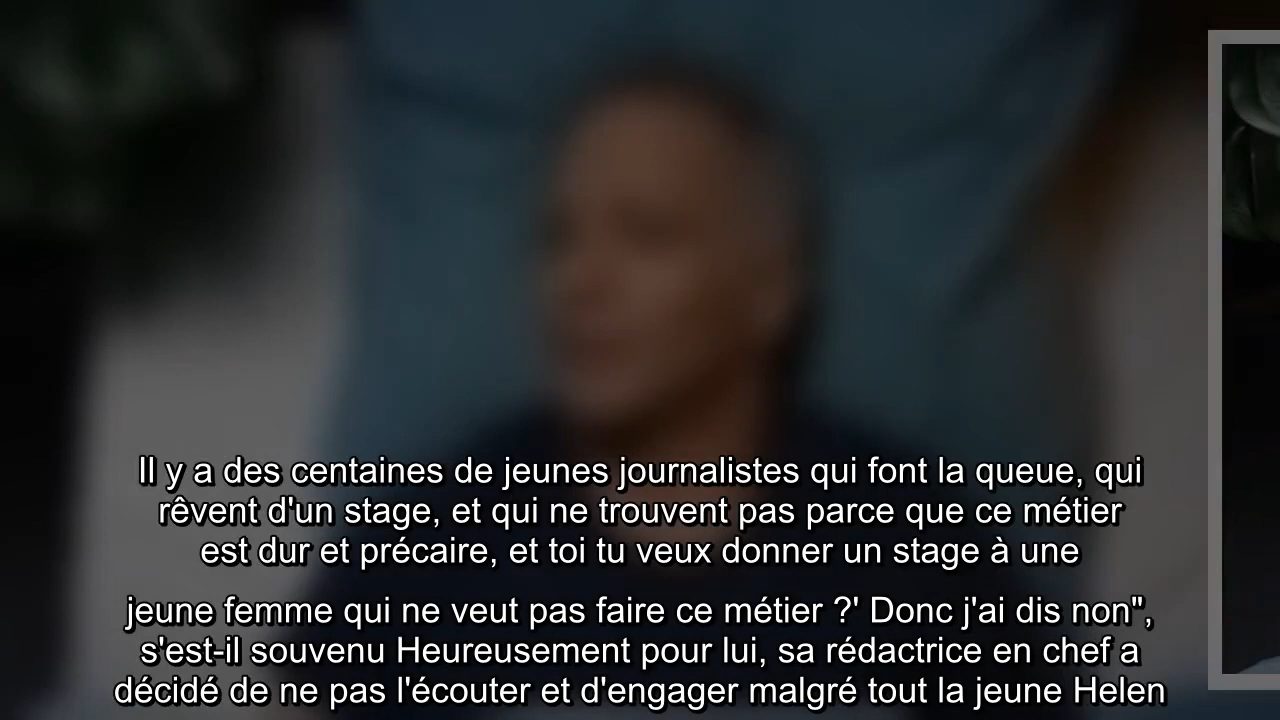 Il y a des centaines de jeunes journalistes qui font la queue, qui
rêvent d'un stage, et qui ne trouvent pas parce que ce métier
est dur et précaire, et toi tu veux donner un stage à une
jeune femme qui ne veut pas faire ce métier ?' Donc j'ai dis non",
s'est-il souvenu Heureusement pour lui, sa rédactrice en chef a
décidé de ne pas l'écouter et d'engager malgré tout la jeune Helen